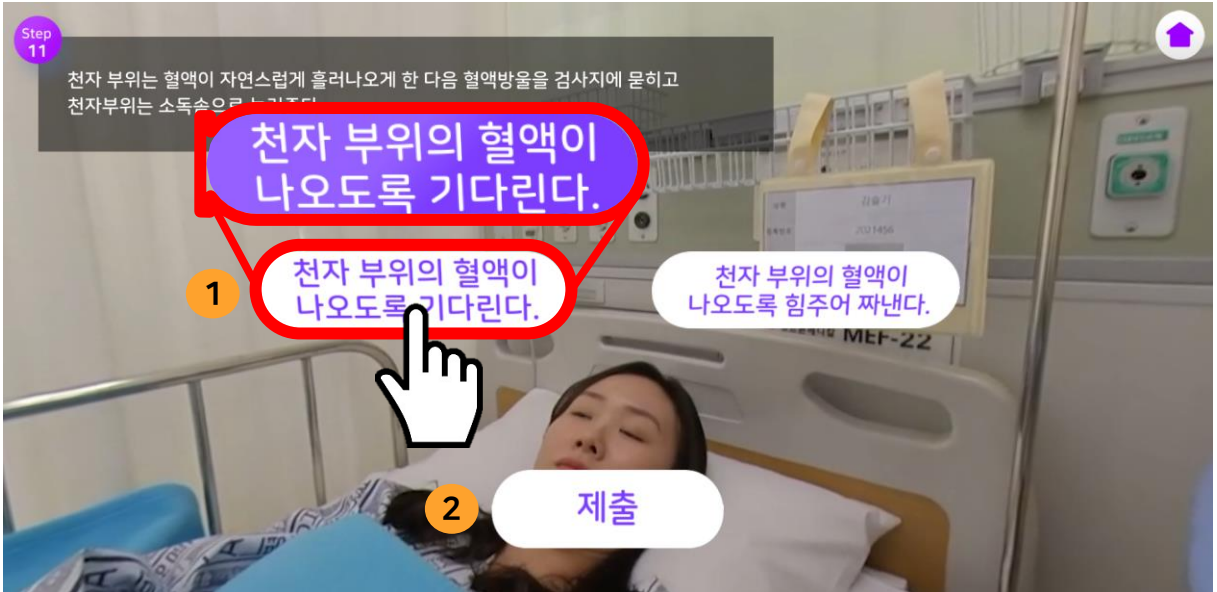 Step
11
천자 부위는 혈액이 자연스럽게 흘러나오게 한 다음 혈액방울을 검사지에 묻히고
천자부위는 소독솜으로
천자 부위의 혈액이
나오도록 기다린다.
1
천자 부위의 혈액이
나오도록 기다린다.
천자 부위의 혈액이
나오도록 힘주어 짜낸다.
김슬기
2021456
MEF-22
2
제출